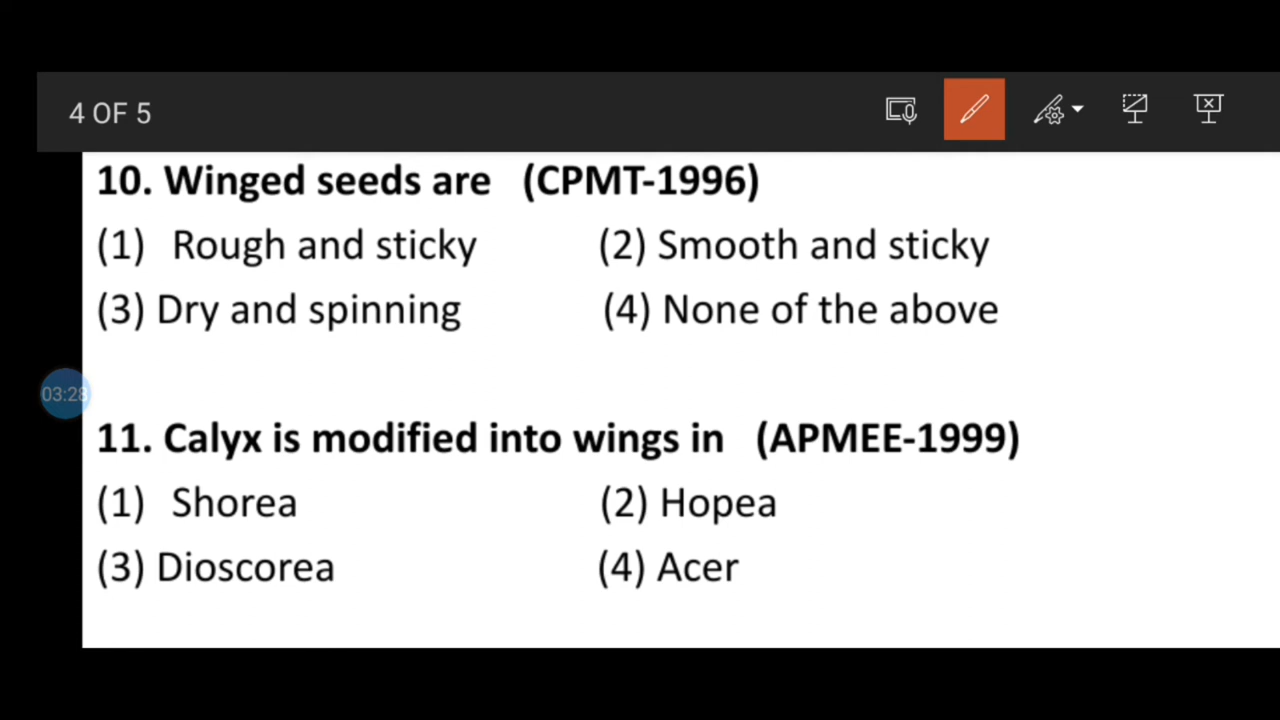 4 OF 5
10. Winged seeds are (CPMT-1996)
(1) Rough and sticky (2) Smooth and sticky
(3) Dry and spinning (4) None of the above
03:28
11. Calyx is modified into wings in (APMEE-1999)
(1) Shorea (2) Hopea
(3) Dioscorea (4) Acer